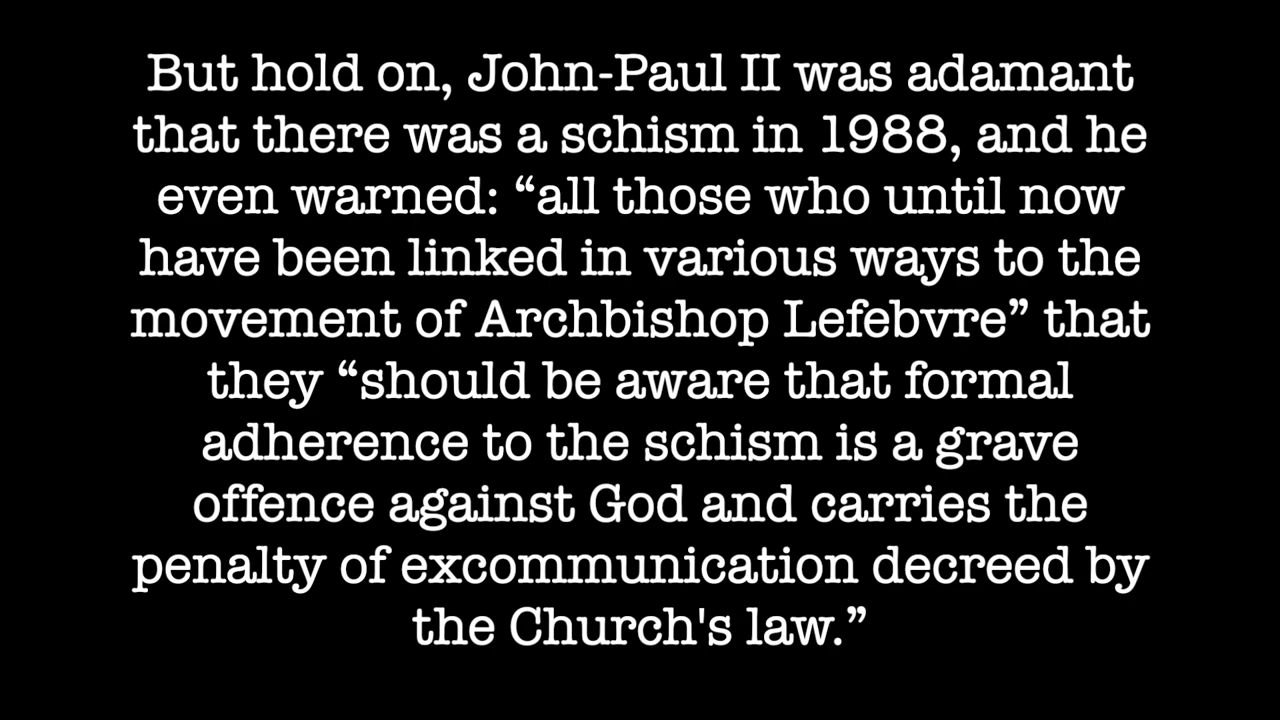 But hold on, John-Paul II was adamant
that there was a schism in 1988, and he
even warned: “all those who until now
have been linked in various ways to the
movement of Archbishop Lefebvre” that
they “should be aware that formal
adherence to the schism is a grave
offence against God and carries the
penalty of excommunication decreed by
the Church's law.”